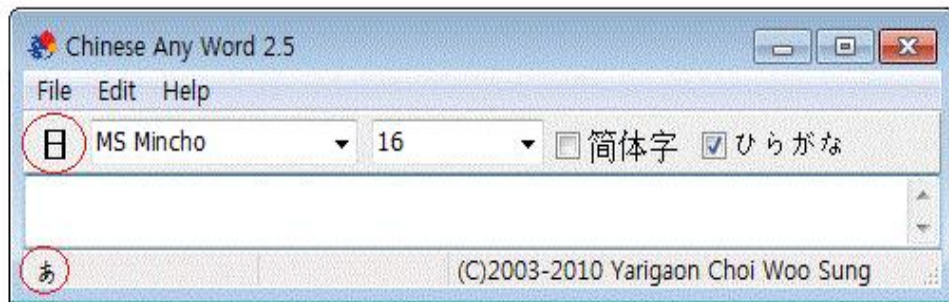 Chinese Any Word 2.5
File Edit Help
日 MS Mincho 16 简体字 ひらがな
あ (C)2003-2010 Yarigaon Choi Woo Sung